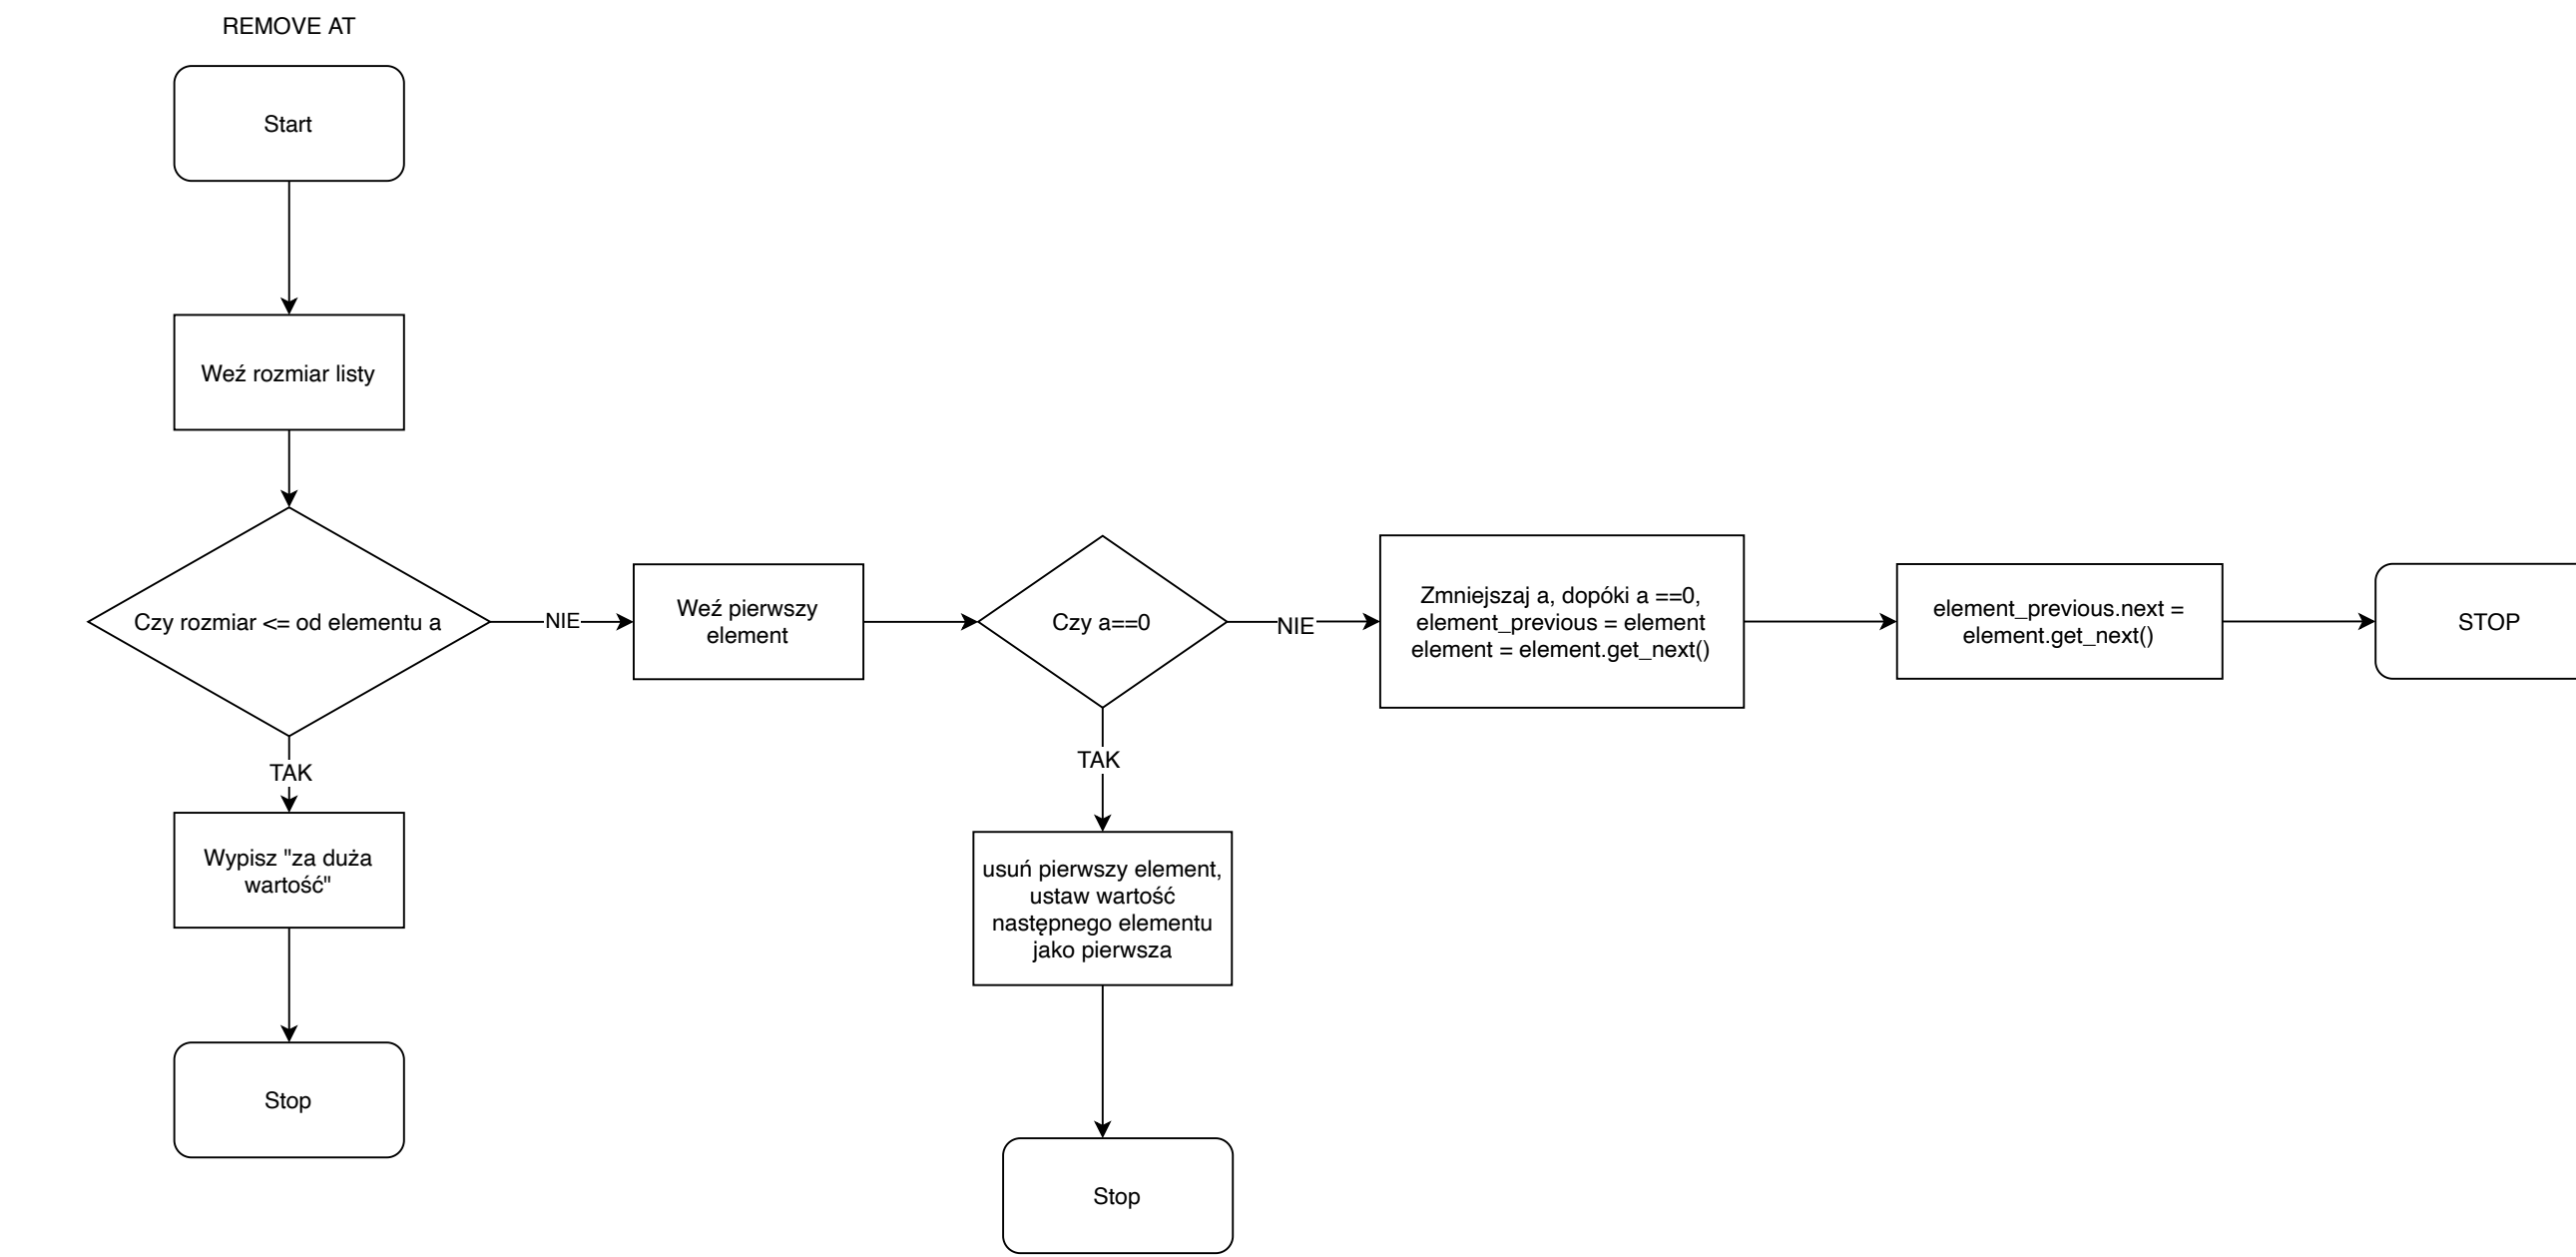 REMOVE AT
Start
Weź rozmiar listy
Czy rozmiar <= od elementu a
NIE
Weź pierwszy
element
Czy a==0
NIE
Zmniejszaj a, dopóki a ==0,
element_previous = element
element = element.get_next()
element_previous.next =
element.get_next()
STOP
TAK
Wypisz "za duża
wartość"
Stop
TAK
usuń pierwszy element,
ustaw wartość
następnego elementu
jako pierwsza
Stop